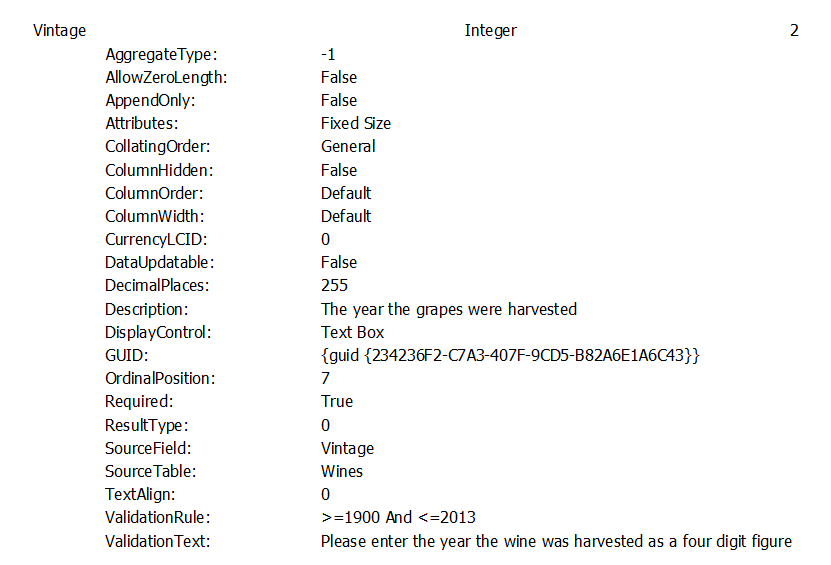 Vintage Integer 2
AggregateType: -1
AllowZeroLength: False
AppendOnly: False
Attributes: Fixed Size
CollatingOrder: General
ColumnHidden: False
ColumnOrder: Default
ColumnWidth: Default
CurrencyLCID: 0
DataUpdatable: False
DecimalPlaces: 255
Description: The year the grapes were harvested
DisplayControl: Text Box
GUID: {guid {234236F2-C7A3-407F-9CD5-B82A6E1A6C43}}
OrdinalPosition: 7
Required: True
ResultType: 0
SourceField: Vintage
SourceTable: Wines
TextAlign: 0
ValidationRule: >=1900 And <=2013
ValidationText: Please enter the year the wine was harvested as a four digit figure